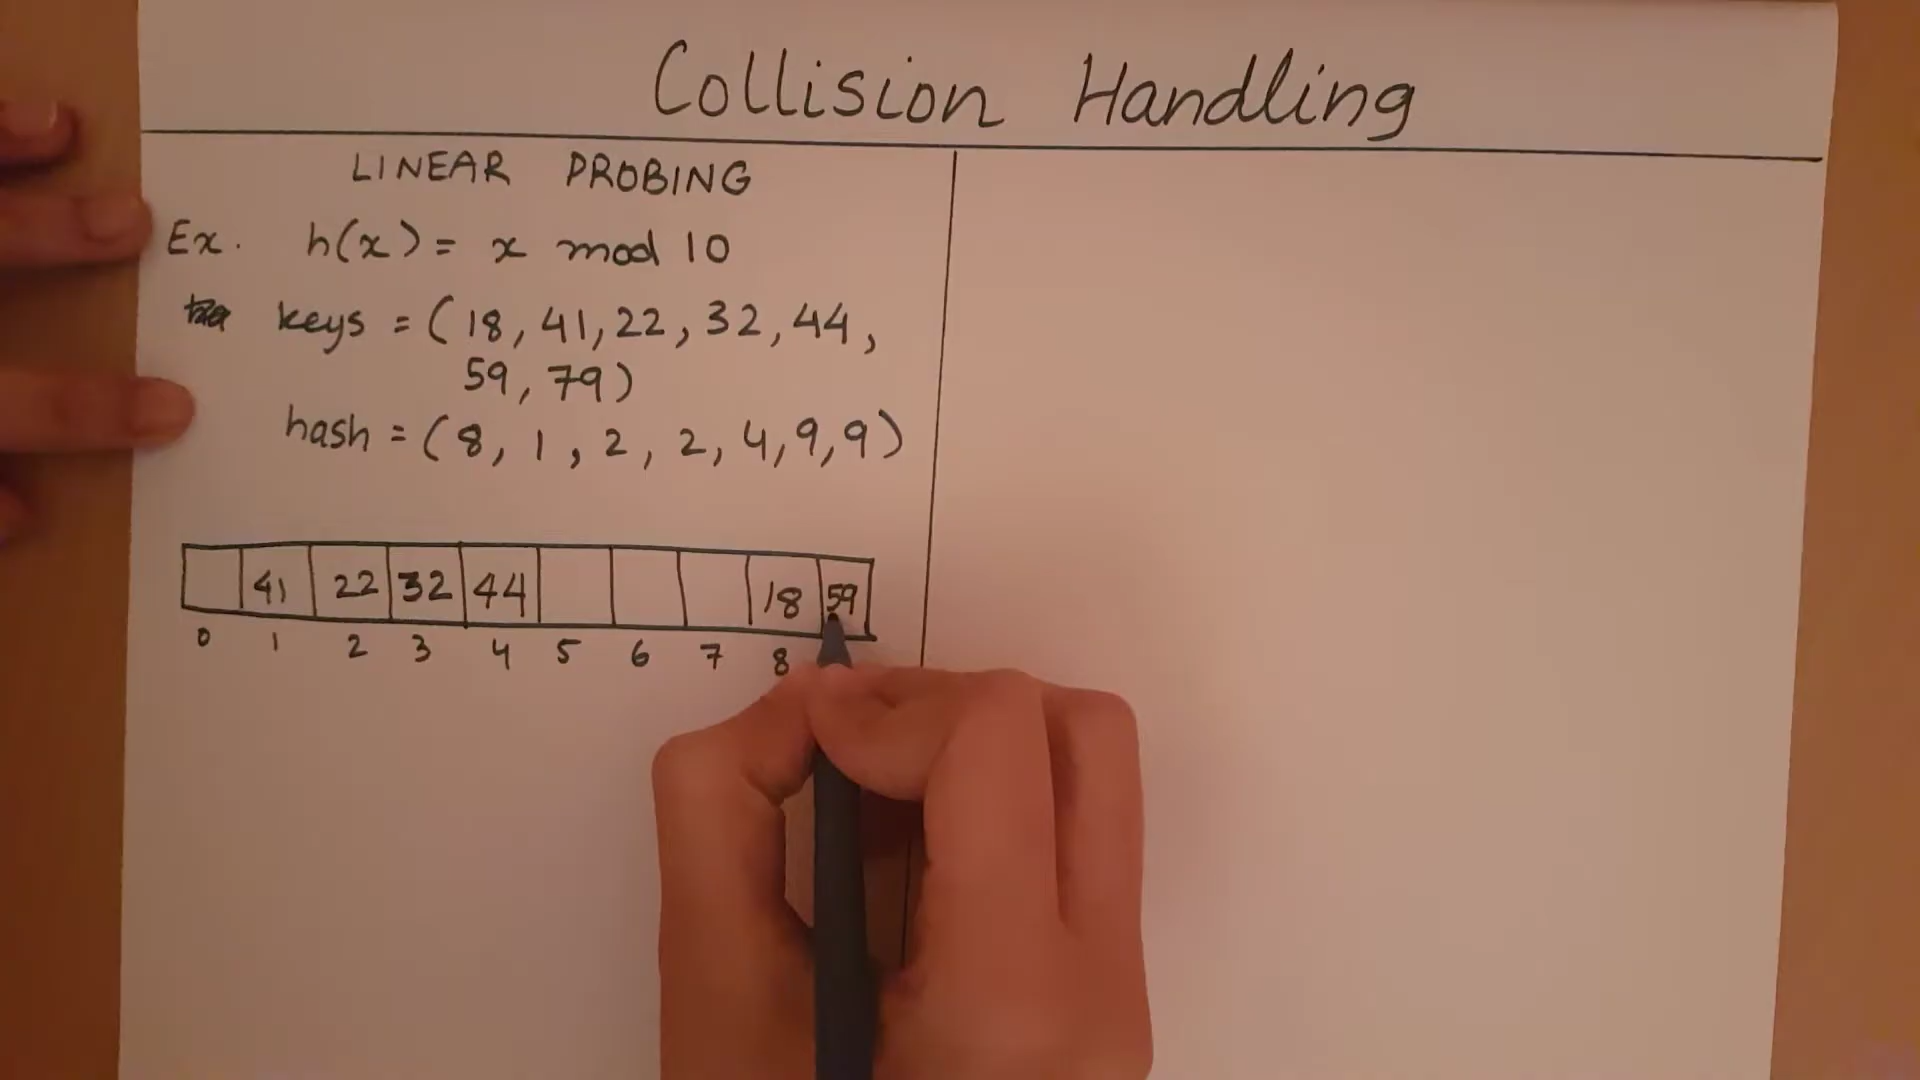 Collision Handling
LINEAR PROBING
Ex. h(x) = x mod 10
keys = (18, 41, 22, 32, 44,
59, 79)
hash = (8, 1, 2, 2, 4, 9, 9)
41 22 32 44 18 59
0 1 2 3 4 5 6 7 8